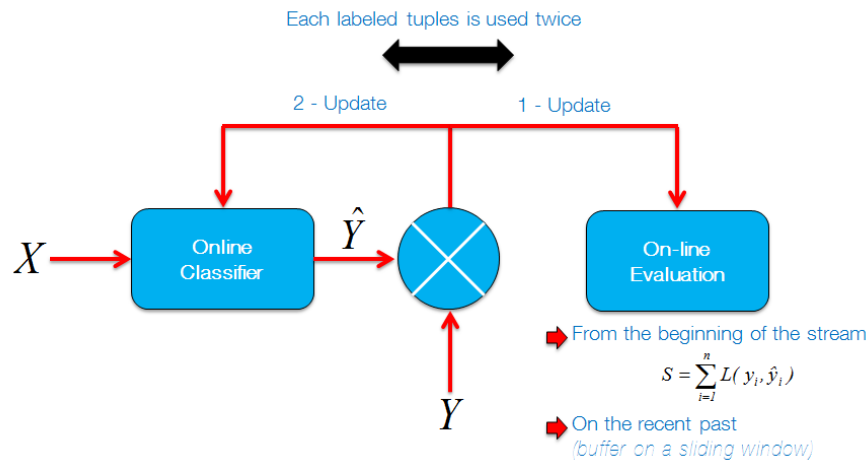 Each labeled tuples is used twice
2 - Update
1 - Update
X
Online
Classifier
Ŷ
On-line
Evaluation
Y
From the beginning of the stream
S = \sum_{i=1}^{n} L( y_i, ŷ_i )
On the recent past
(buffer on a sliding window)